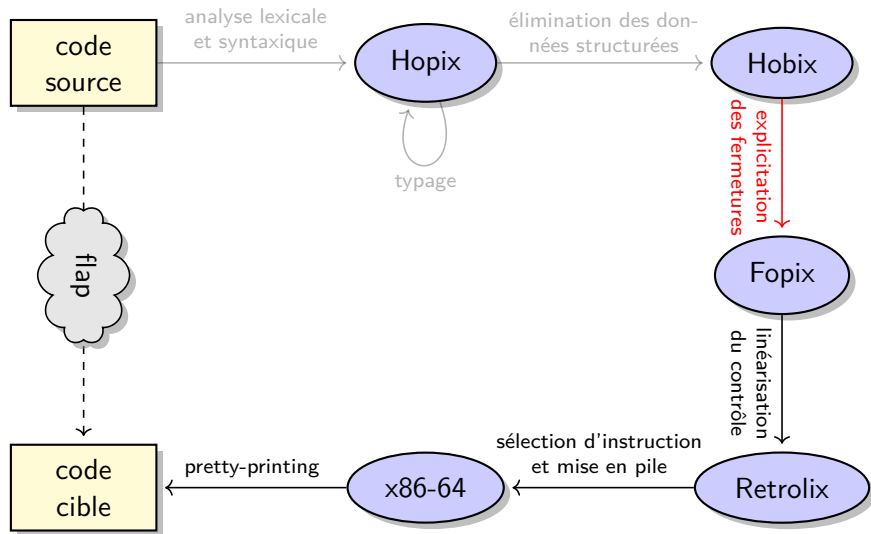 code
source
analyse lexicale
et syntaxique
Hopix
élimination des don-
nées structurées
Hobix
typage
explicitation
des fermetures
flap
Fopix
linéarisation
du contrôle
code
cible
pretty-printing
x86-64
sélection d'instruction
et mise en pile
Retrolix